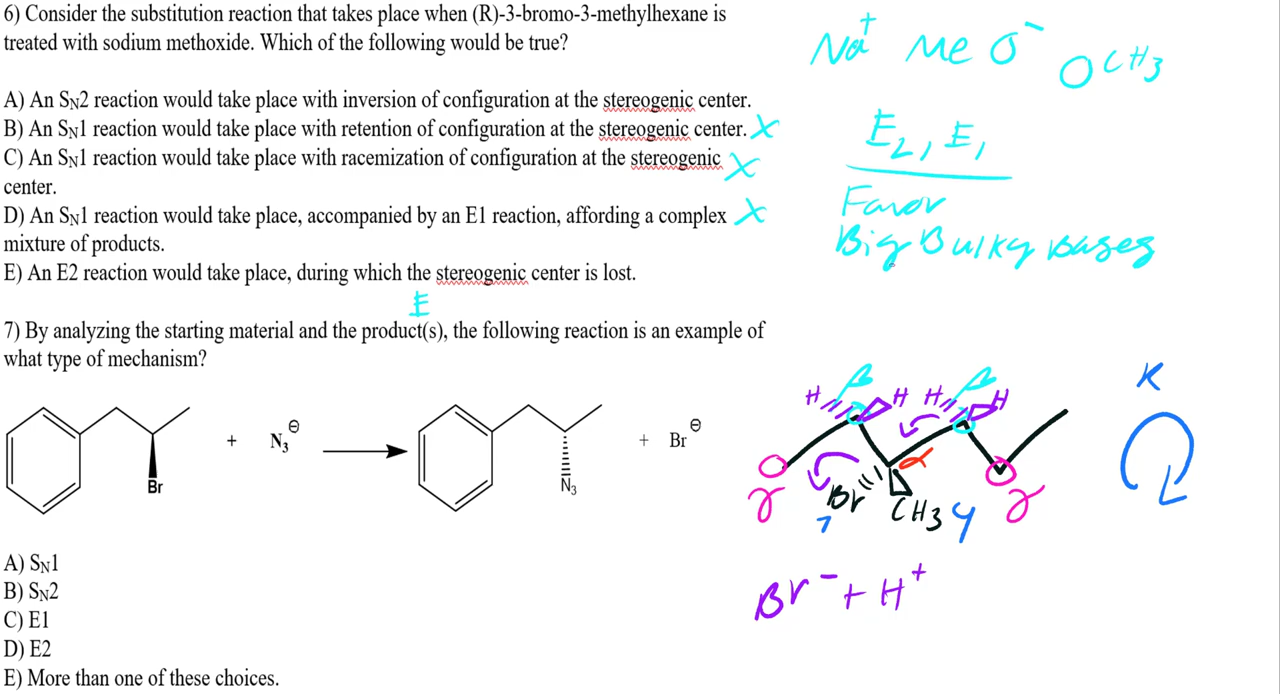 6) Consider the substitution reaction that takes place when (R)-3-bromo-3-methylhexane is
treated with sodium methoxide. Which of the following would be true?
A) An SN2 reaction would take place with inversion of configuration at the stereogenic center.
B) An SN1 reaction would take place with retention of configuration at the stereogenic center. X
C) An SN1 reaction would take place with racemization of configuration at the stereogenic X
center.
D) An SN1 reaction would take place, accompanied by an E1 reaction, affording a complex X
mixture of products.
E) An E2 reaction would take place, during which the stereogenic center is lost.
E
7) By analyzing the starting material and the product(s), the following reaction is an example of
what type of mechanism?
Br
+ N3⊖
N̄3
+ Br⊖
A) SN1
B) SN2
C) E1
D) E2
E) More than one of these choices.
Na+ MeO- OCH3
E2, E1
Favor
Big Bulky Bases
β β
H H H H
α
γ Br CH3 γ
Br- + H+